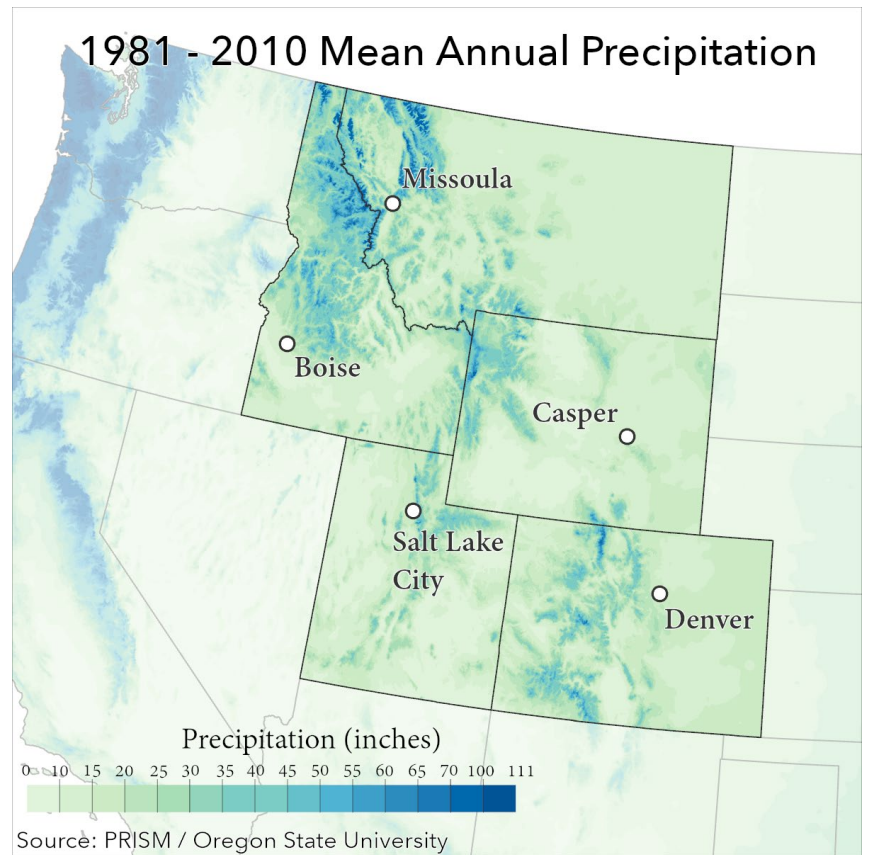 1981 - 2010 Mean Annual Precipitation
Missoula
Boise
Casper
Salt Lake
City
Denver
Precipitation (inches)
0 10 15 20 25 30 35 40 45 50 55 60 65 70 100 111
Source: PRISM / Oregon State University